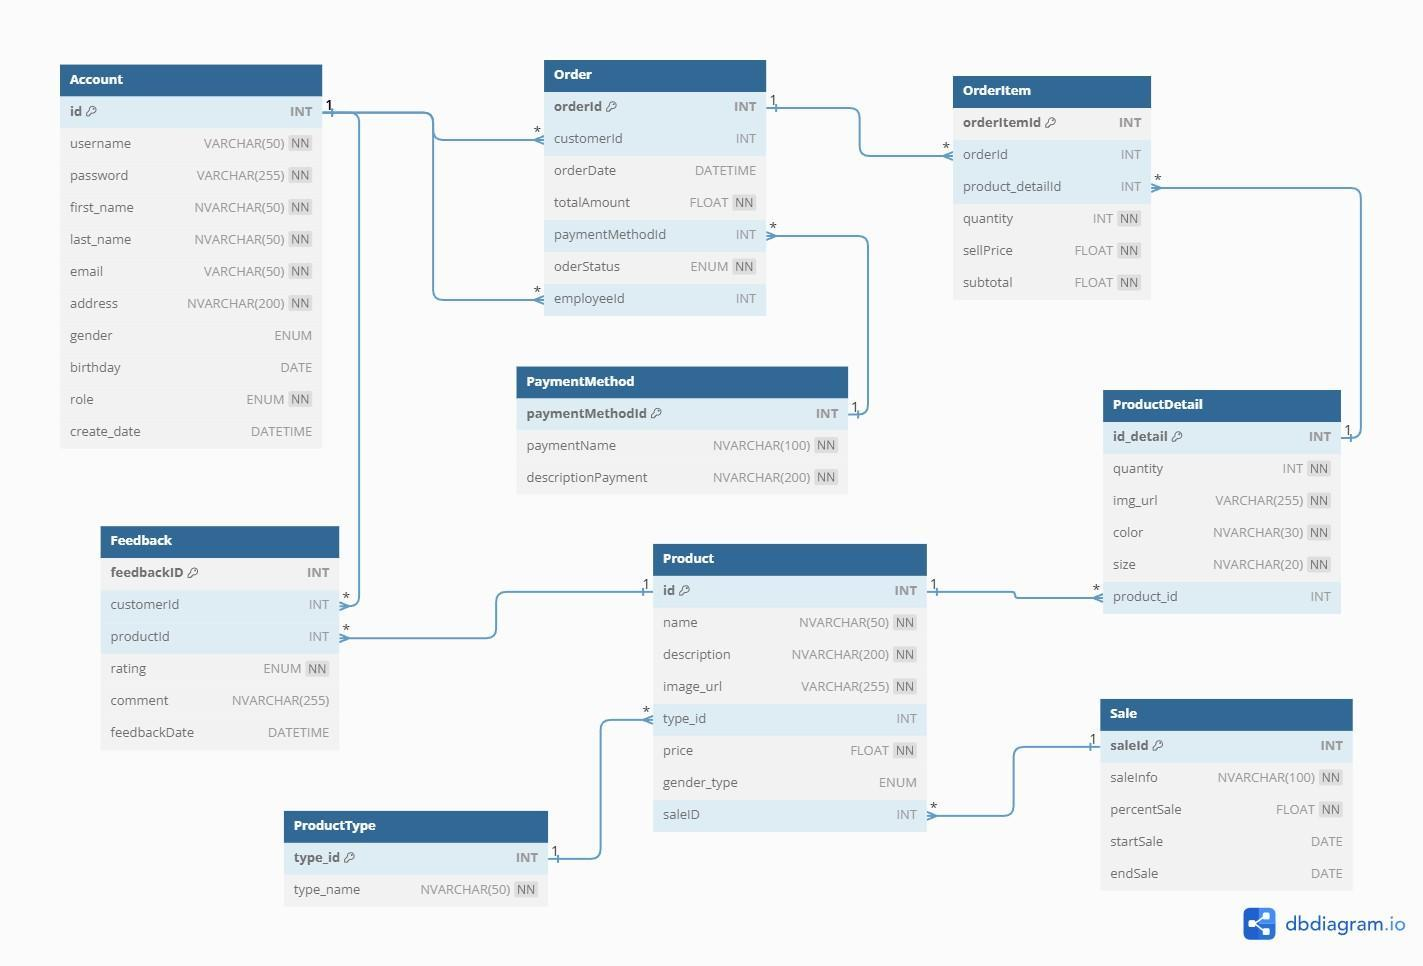 Account
id INT
username VARCHAR(50) NN
password VARCHAR(255) NN
first_name NVARCHAR(50) NN
last_name NVARCHAR(50) NN
email VARCHAR(50) NN
address NVARCHAR(200) NN
gender ENUM
birthday DATE
role ENUM NN
create_date DATETIME
1
Order
orderId INT
customerId INT
orderDate DATETIME
totalAmount FLOAT NN
paymentMethodId INT
oderStatus ENUM NN
employeeId INT
*
*
1
*
OrderItem
orderItemId INT
orderId INT
product_detailId INT
quantity INT NN
sellPrice FLOAT NN
subtotal FLOAT NN
*
*
PaymentMethod
paymentMethodId INT
paymentName NVARCHAR(100) NN
descriptionPayment NVARCHAR(200) NN
1
ProductDetail
id_detail INT
quantity INT NN
img_url VARCHAR(255) NN
color NVARCHAR(30) NN
size NVARCHAR(20) NN
product_id INT
1
*
Feedback
feedbackID INT
customerId INT
productId INT
rating ENUM NN
comment NVARCHAR(255)
feedbackDate DATETIME
*
*
Product
id INT
name NVARCHAR(50) NN
description NVARCHAR(200) NN
image_url VARCHAR(255) NN
type_id INT
price FLOAT NN
gender_type ENUM
saleID INT
1
1
*
*
Sale
saleId INT
saleInfo NVARCHAR(100) NN
percentSale FLOAT NN
startSale DATE
endSale DATE
1
ProductType
type_id INT
type_name NVARCHAR(50) NN
1
dbdiagram.io